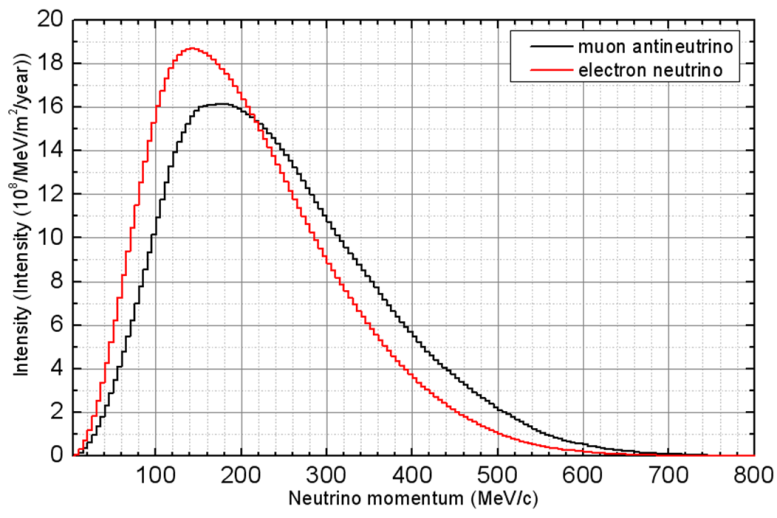 20
18
16
14
12
10
8
6
4
2
0
Intensity (Intensity (10⁸/MeV/m²/year))
muon antineutrino
electron neutrino
100 200 300 400 500 600 700 800
Neutrino momentum (MeV/c)